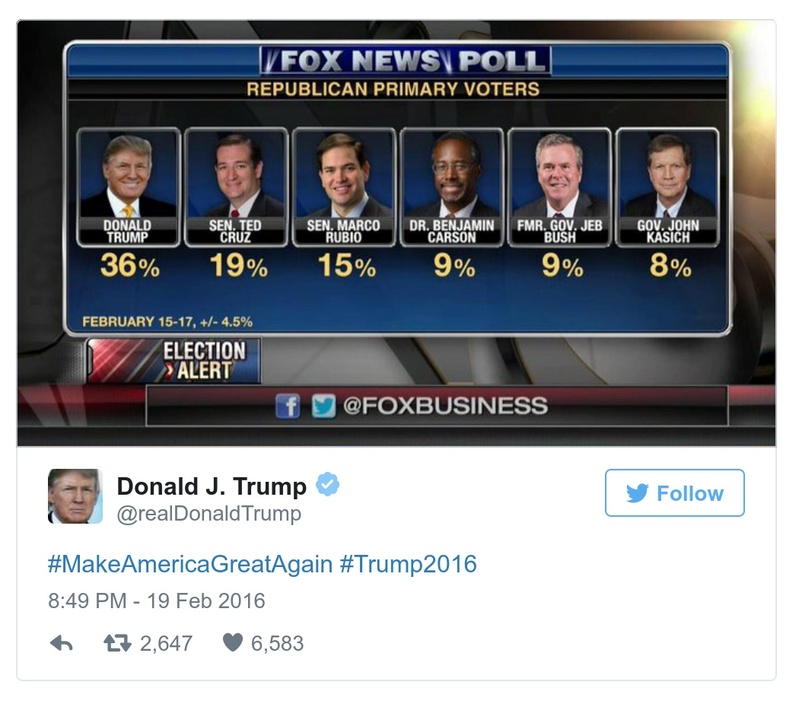 FOX NEWS POLL
REPUBLICAN PRIMARY VOTERS
DONALD TRUMP
36%
SEN. TED CRUZ
19%
SEN. MARCO RUBIO
15%
DR. BENJAMIN CARSON
9%
FMR. GOV. JEB BUSH
9%
GOV. JOHN KASICH
8%
FEBRUARY 15-17, +/- 4.5%
ELECTION
ALERT
@FOXBUSINESS
Donald J. Trump
@realDonaldTrump
Follow
#MakeAmericaGreatAgain #Trump2016
8:49 PM - 19 Feb 2016
2,647 6,583